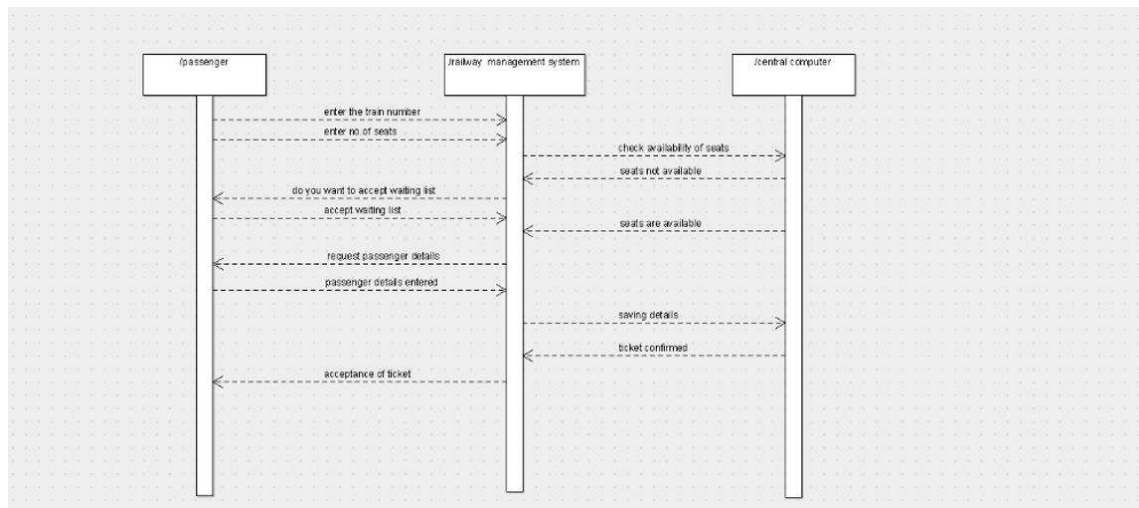 /passenger
/railway management system
/central computer
enter the train number
enter no of seats
check availability of seats
seats not available
do you want to accept waiting list
accept waiting list
seats are available
request passenger details
passenger details entered
saving details
ticket confirmed
acceptance of ticket